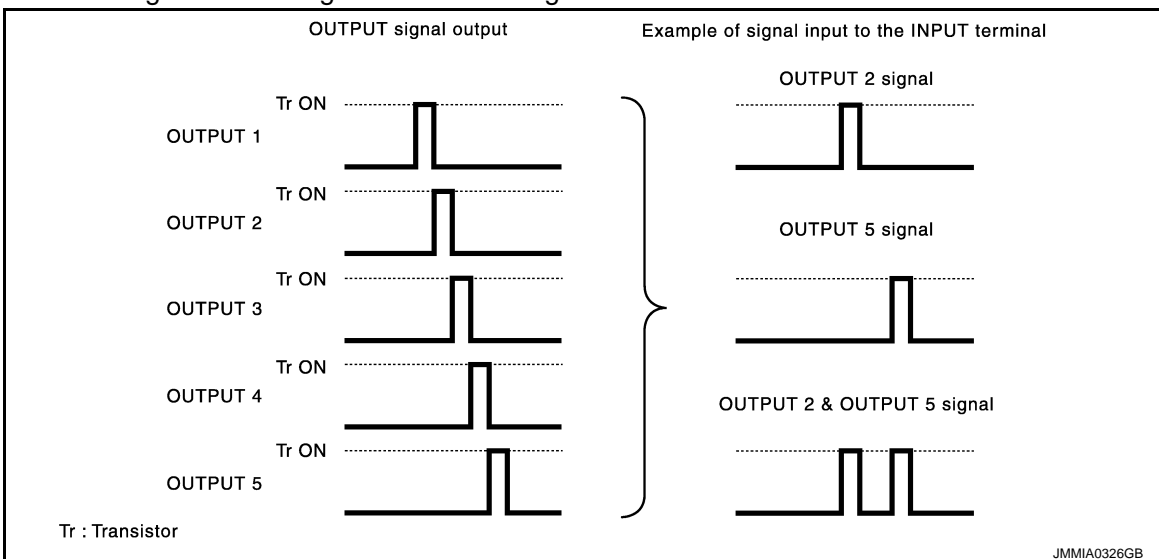 OUTPUT signal output
Example of signal input to the INPUT terminal
OUTPUT 2 signal
Tr ON
OUTPUT 1
Tr ON
OUTPUT 2
OUTPUT 5 signal
Tr ON
OUTPUT 3
Tr ON
OUTPUT 4
OUTPUT 2 & OUTPUT 5 signal
Tr ON
OUTPUT 5
Tr : Transistor
JMMIA0326GB